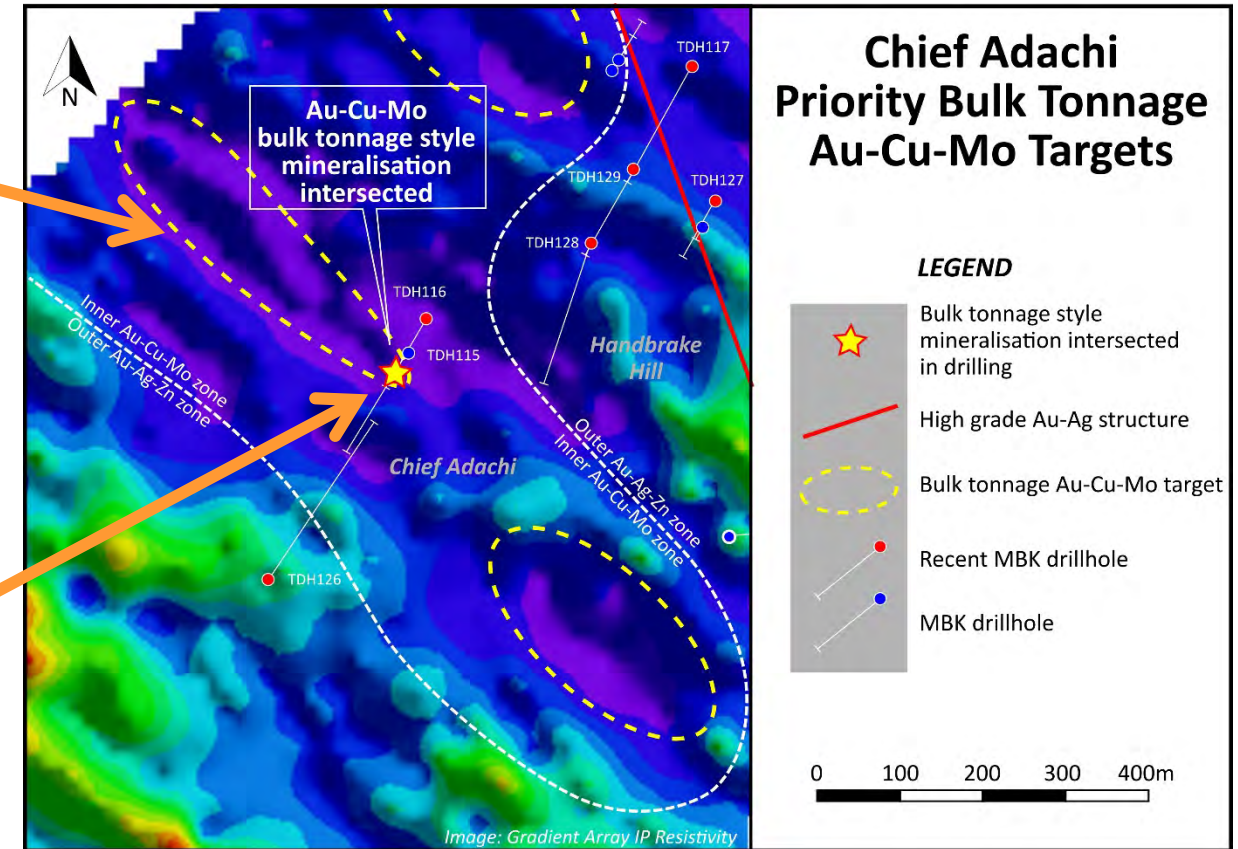 Chief Adachi
Priority Bulk Tonnage
Au-Cu-Mo Targets
N
Au-Cu-Mo
bulk tonnage style
mineralisation
intersected
TDH117
TDH129
TDH127
TDH128
TDH116
TDH115
Handbrake
Hill
Inner Au-Cu-Mo zone
Outer Au-Ag-Zn zone
Chief Adachi
Outer Au-Ag-Zn zone
Inner Au-Cu-Mo zone
TDH126
Image: Gradient Array IP Resistivity
LEGEND
Bulk tonnage style
mineralisation intersected
in drilling
High grade Au-Ag structure
Bulk tonnage Au-Cu-Mo target
Recent MBK drillhole
MBK drillhole
0 100 200 300 400m